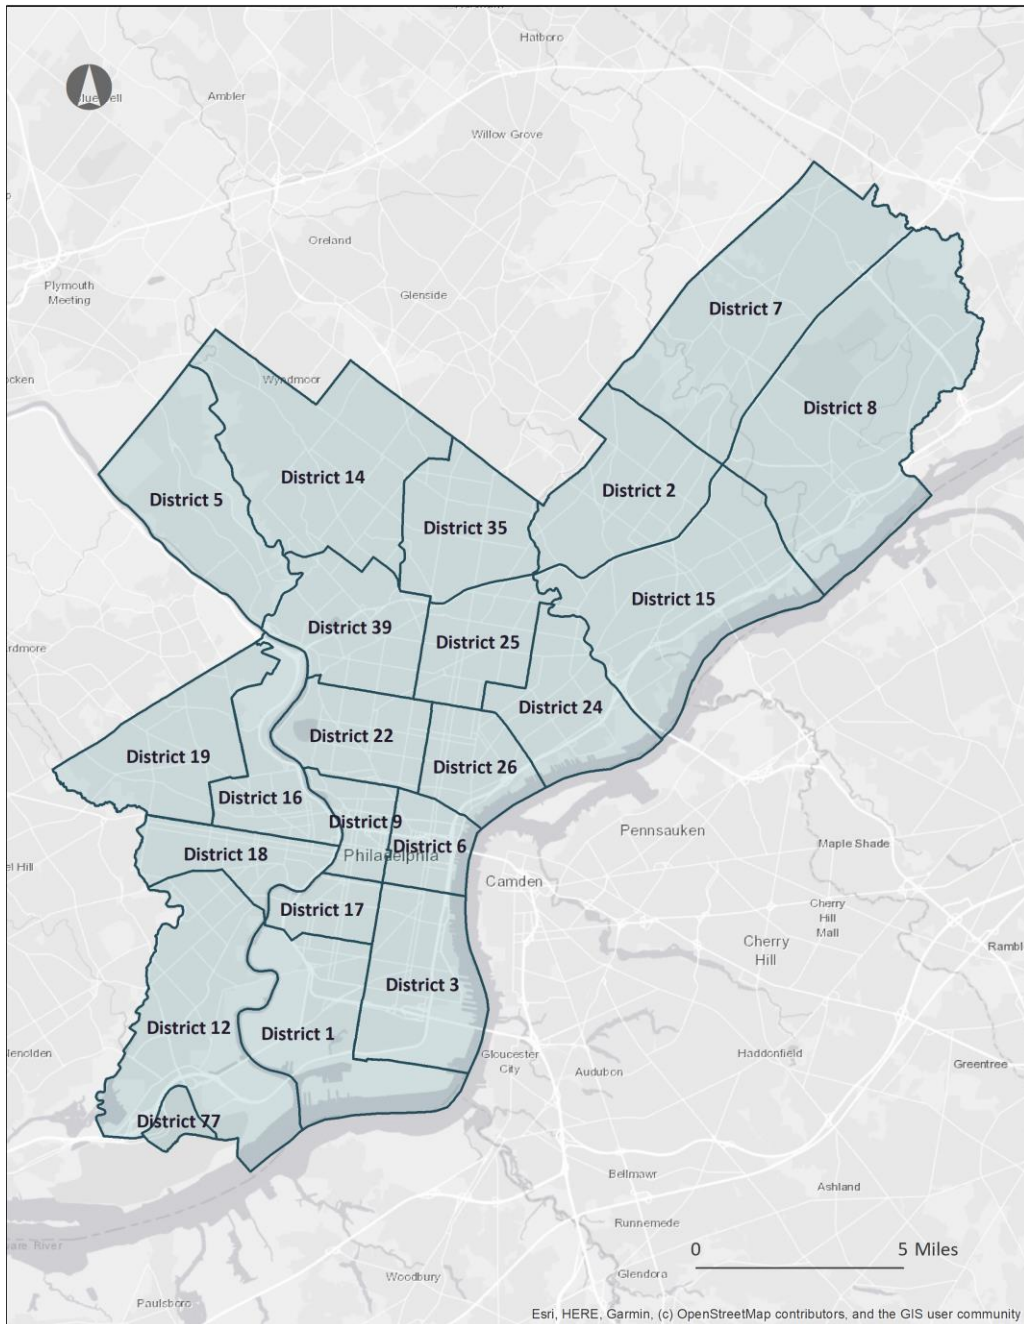 Hatboro
Ambler
Willow Grove
Oreland
Plymouth
Meeting
Glenside
District 7
Wyndmoor
District 8
District 14
District 5
District 2
District 35
District 15
District 39
District 25
District 24
District 22
District 19
District 26
District 16
District 9
District 6
Pennsauken
Maple Shade
District 18
Philadelphia
Camden
District 17
Cherry
Hill
Mall
Cherry
Hill
District 3
District 12
District 1
Gloucester
City
Haddonfield
Audubon
Greentree
District 77
Bellmawr
Ashland
Runnemede
0
5 Miles
Glendora
Woodbury
Paulsboro
Esri, HERE, Garmin, (c) OpenStreetMap contributors, and the GIS user community